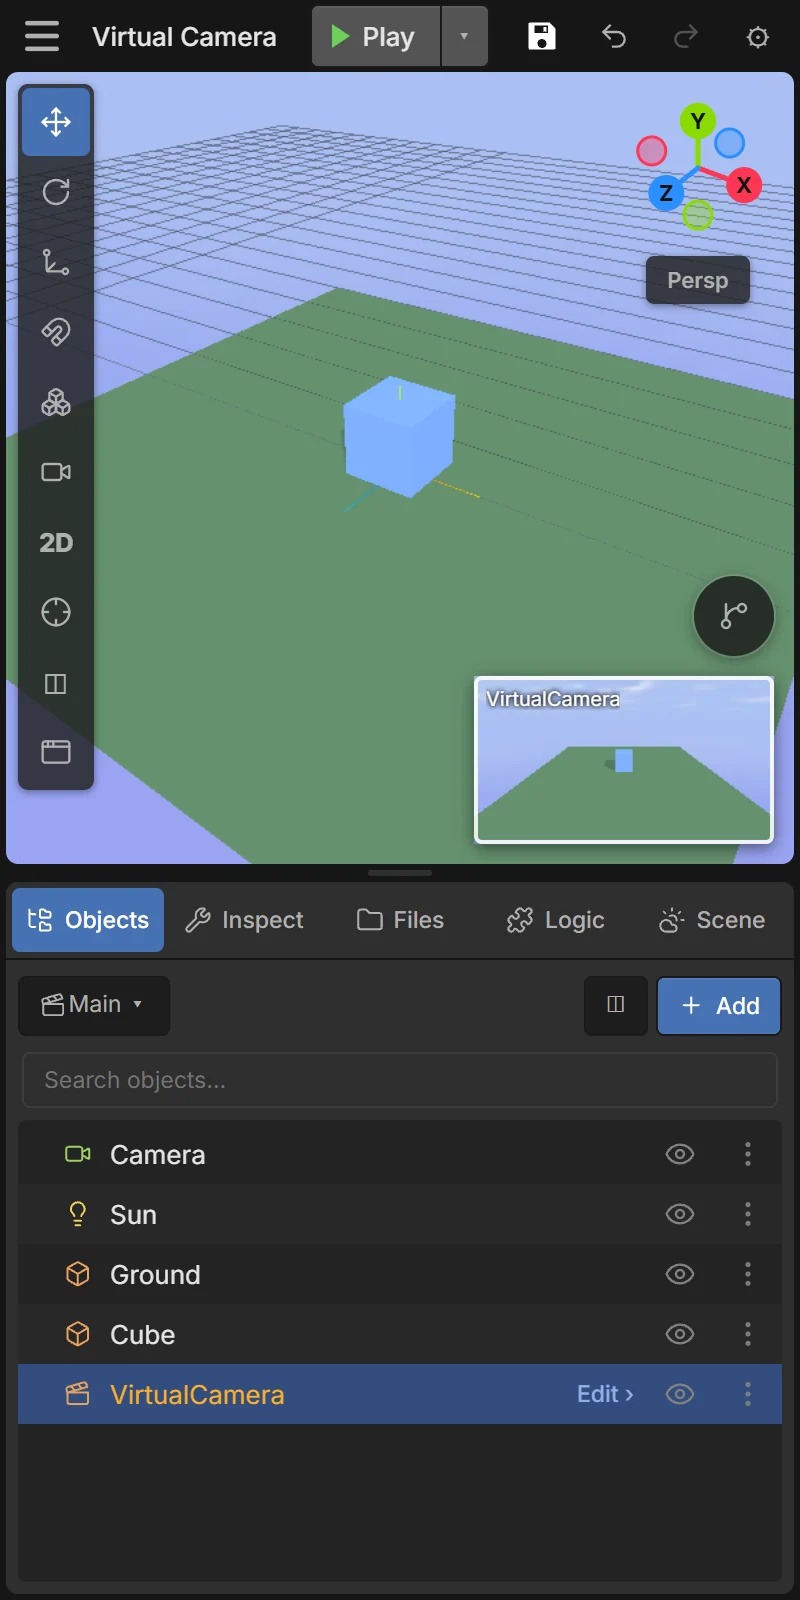 Virtual Camera
Play
Y
X
Z
Persp
2D
VirtualCamera
Objects
Inspect
Files
Logic
Scene
Main
+ Add
Search objects...
Camera
Sun
Ground
Cube
VirtualCamera
Edit ›